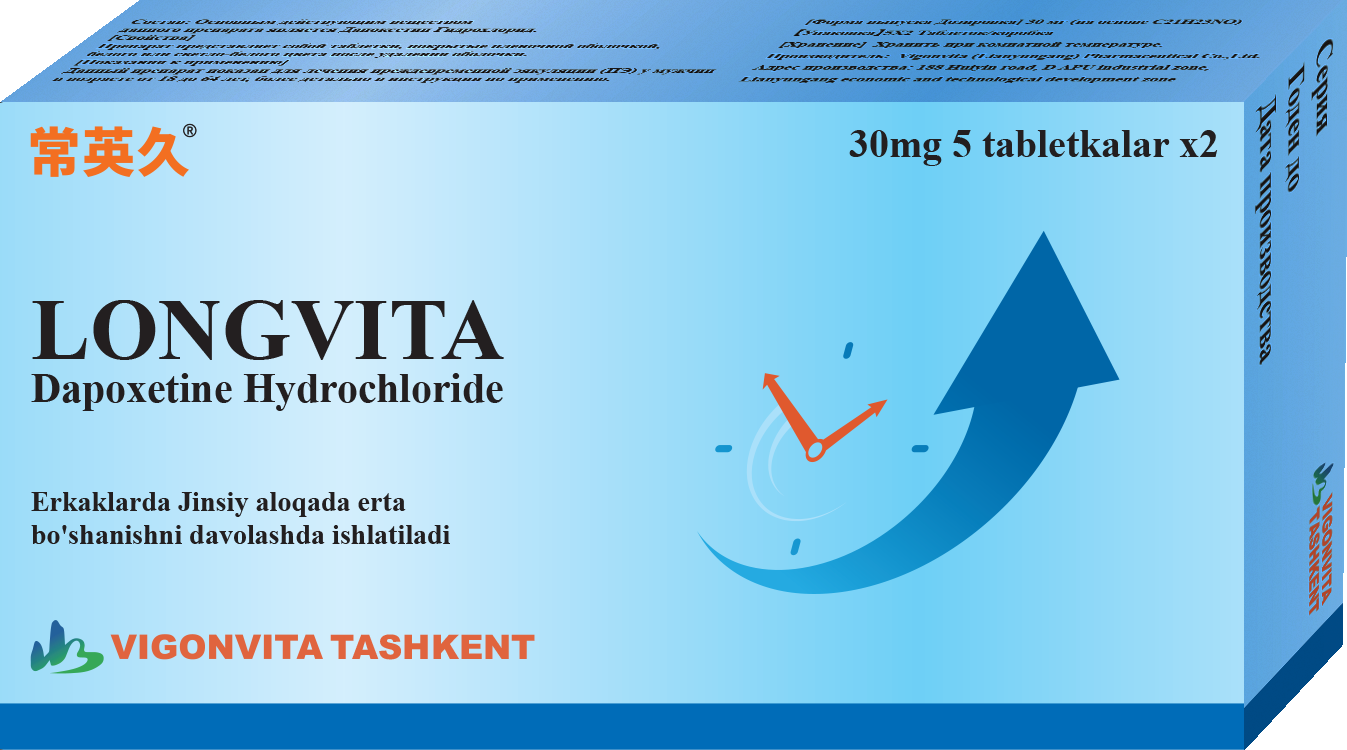 Состав: Основным действующим веществом
данного препарата является Дапоксетин Гидрохлорид.
[Свойства]
Препарат представляет собой таблетки, покрытые пленочной оболочкой,
белого или светло-белого цвета после удаления оболочки.
[Показания к применению]
Данный препарат показан для лечения преждевременной эякуляции (ПЭ) у мужчин
в возрасте от 18 до 64 лет, более детально в инструкции по применению.
[Форма выпуска Дозировка] 30 мг (на основе C21H23NO)
[Упаковка]5X2 Таблеток/коробка
[Хранение] Хранить при комнатной температуре.
Производитель: Vigonvita (Lianyungang) Pharmaceutical Co., Ltd.
Адрес производства: 188 Huiyin road, D APU industrial zone,
Lianyungang economic and technological development zone
常英久®
30mg 5 tabletkalar x2
LONGVITA
Dapoxetine Hydrochloride
Erkaklarda Jinsiy aloqada erta
bo'shanishni davolashda ishlatiladi
VIGONVITA TASHKENT
Серия
Годен до
Дата производства
VIGONVITA
TASHKENT